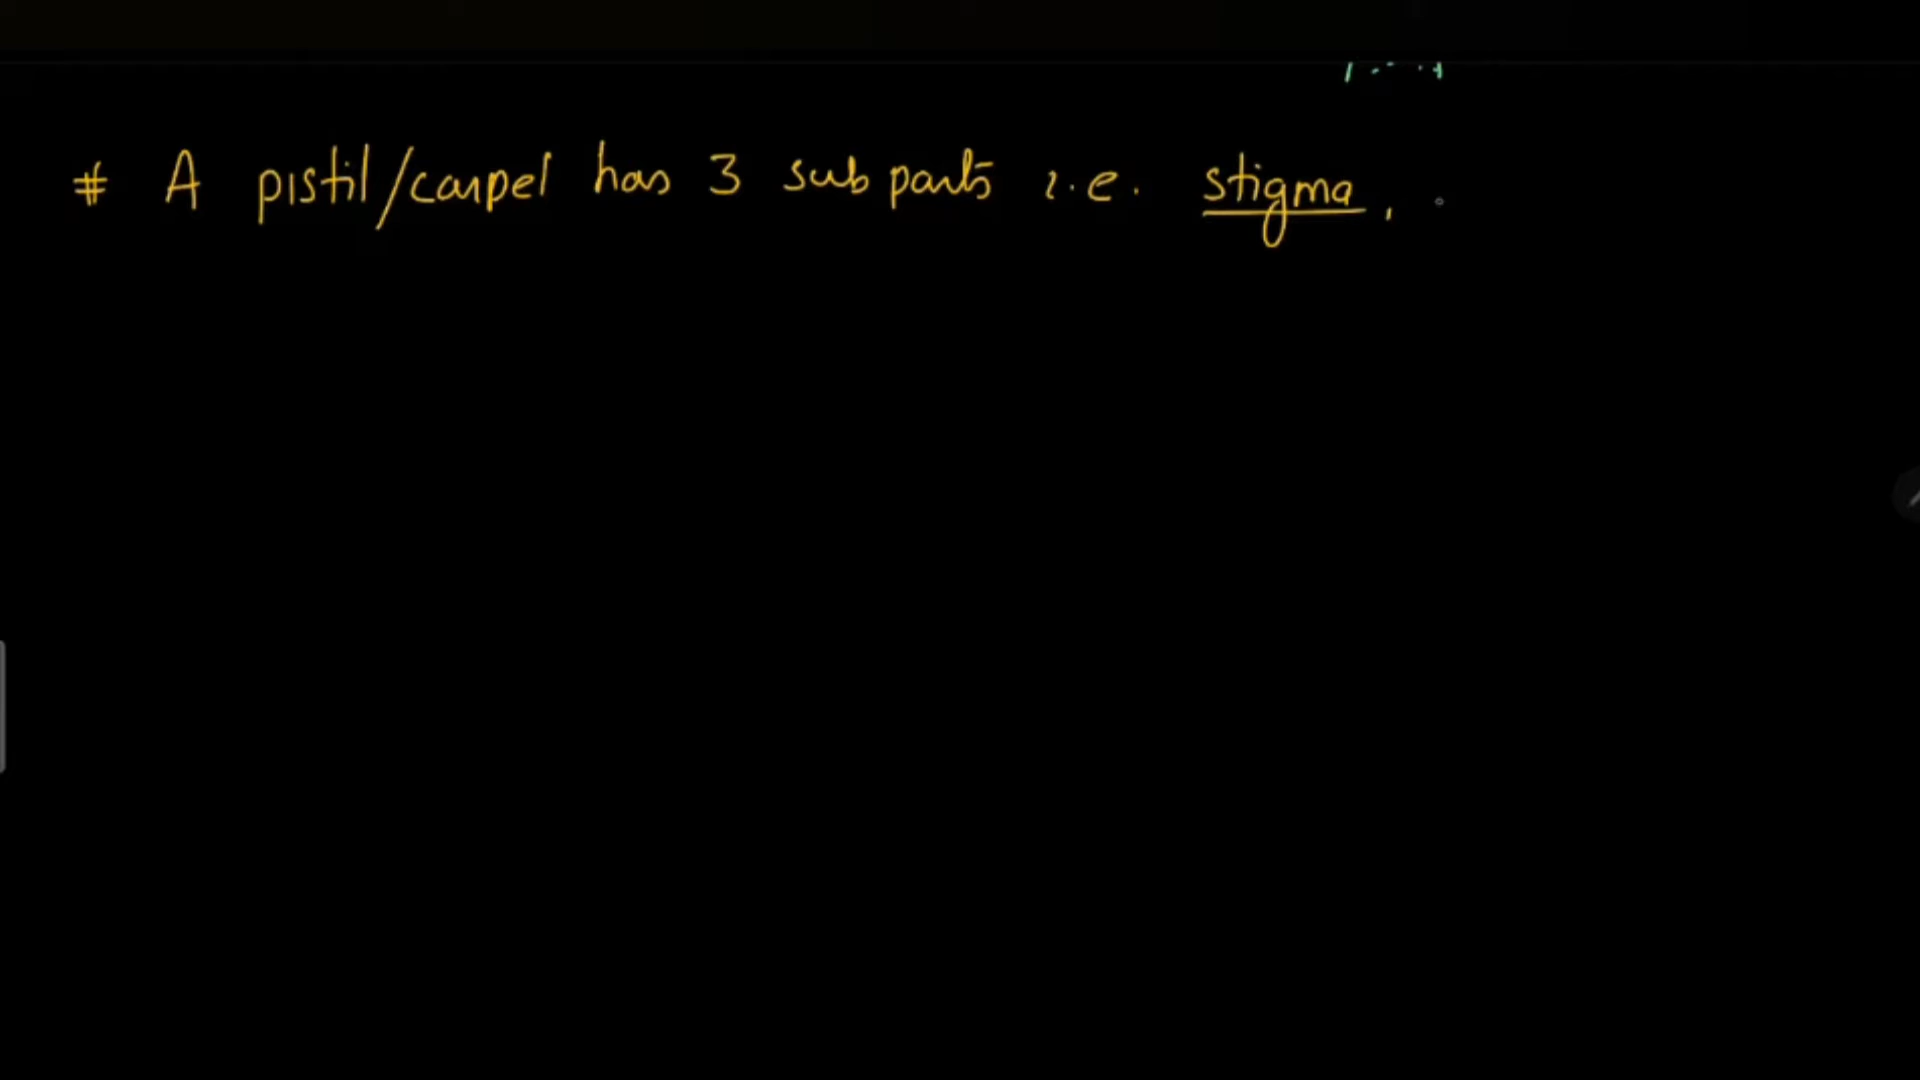 # A pistil/carpel has 3 sub parts i.e. stigma,